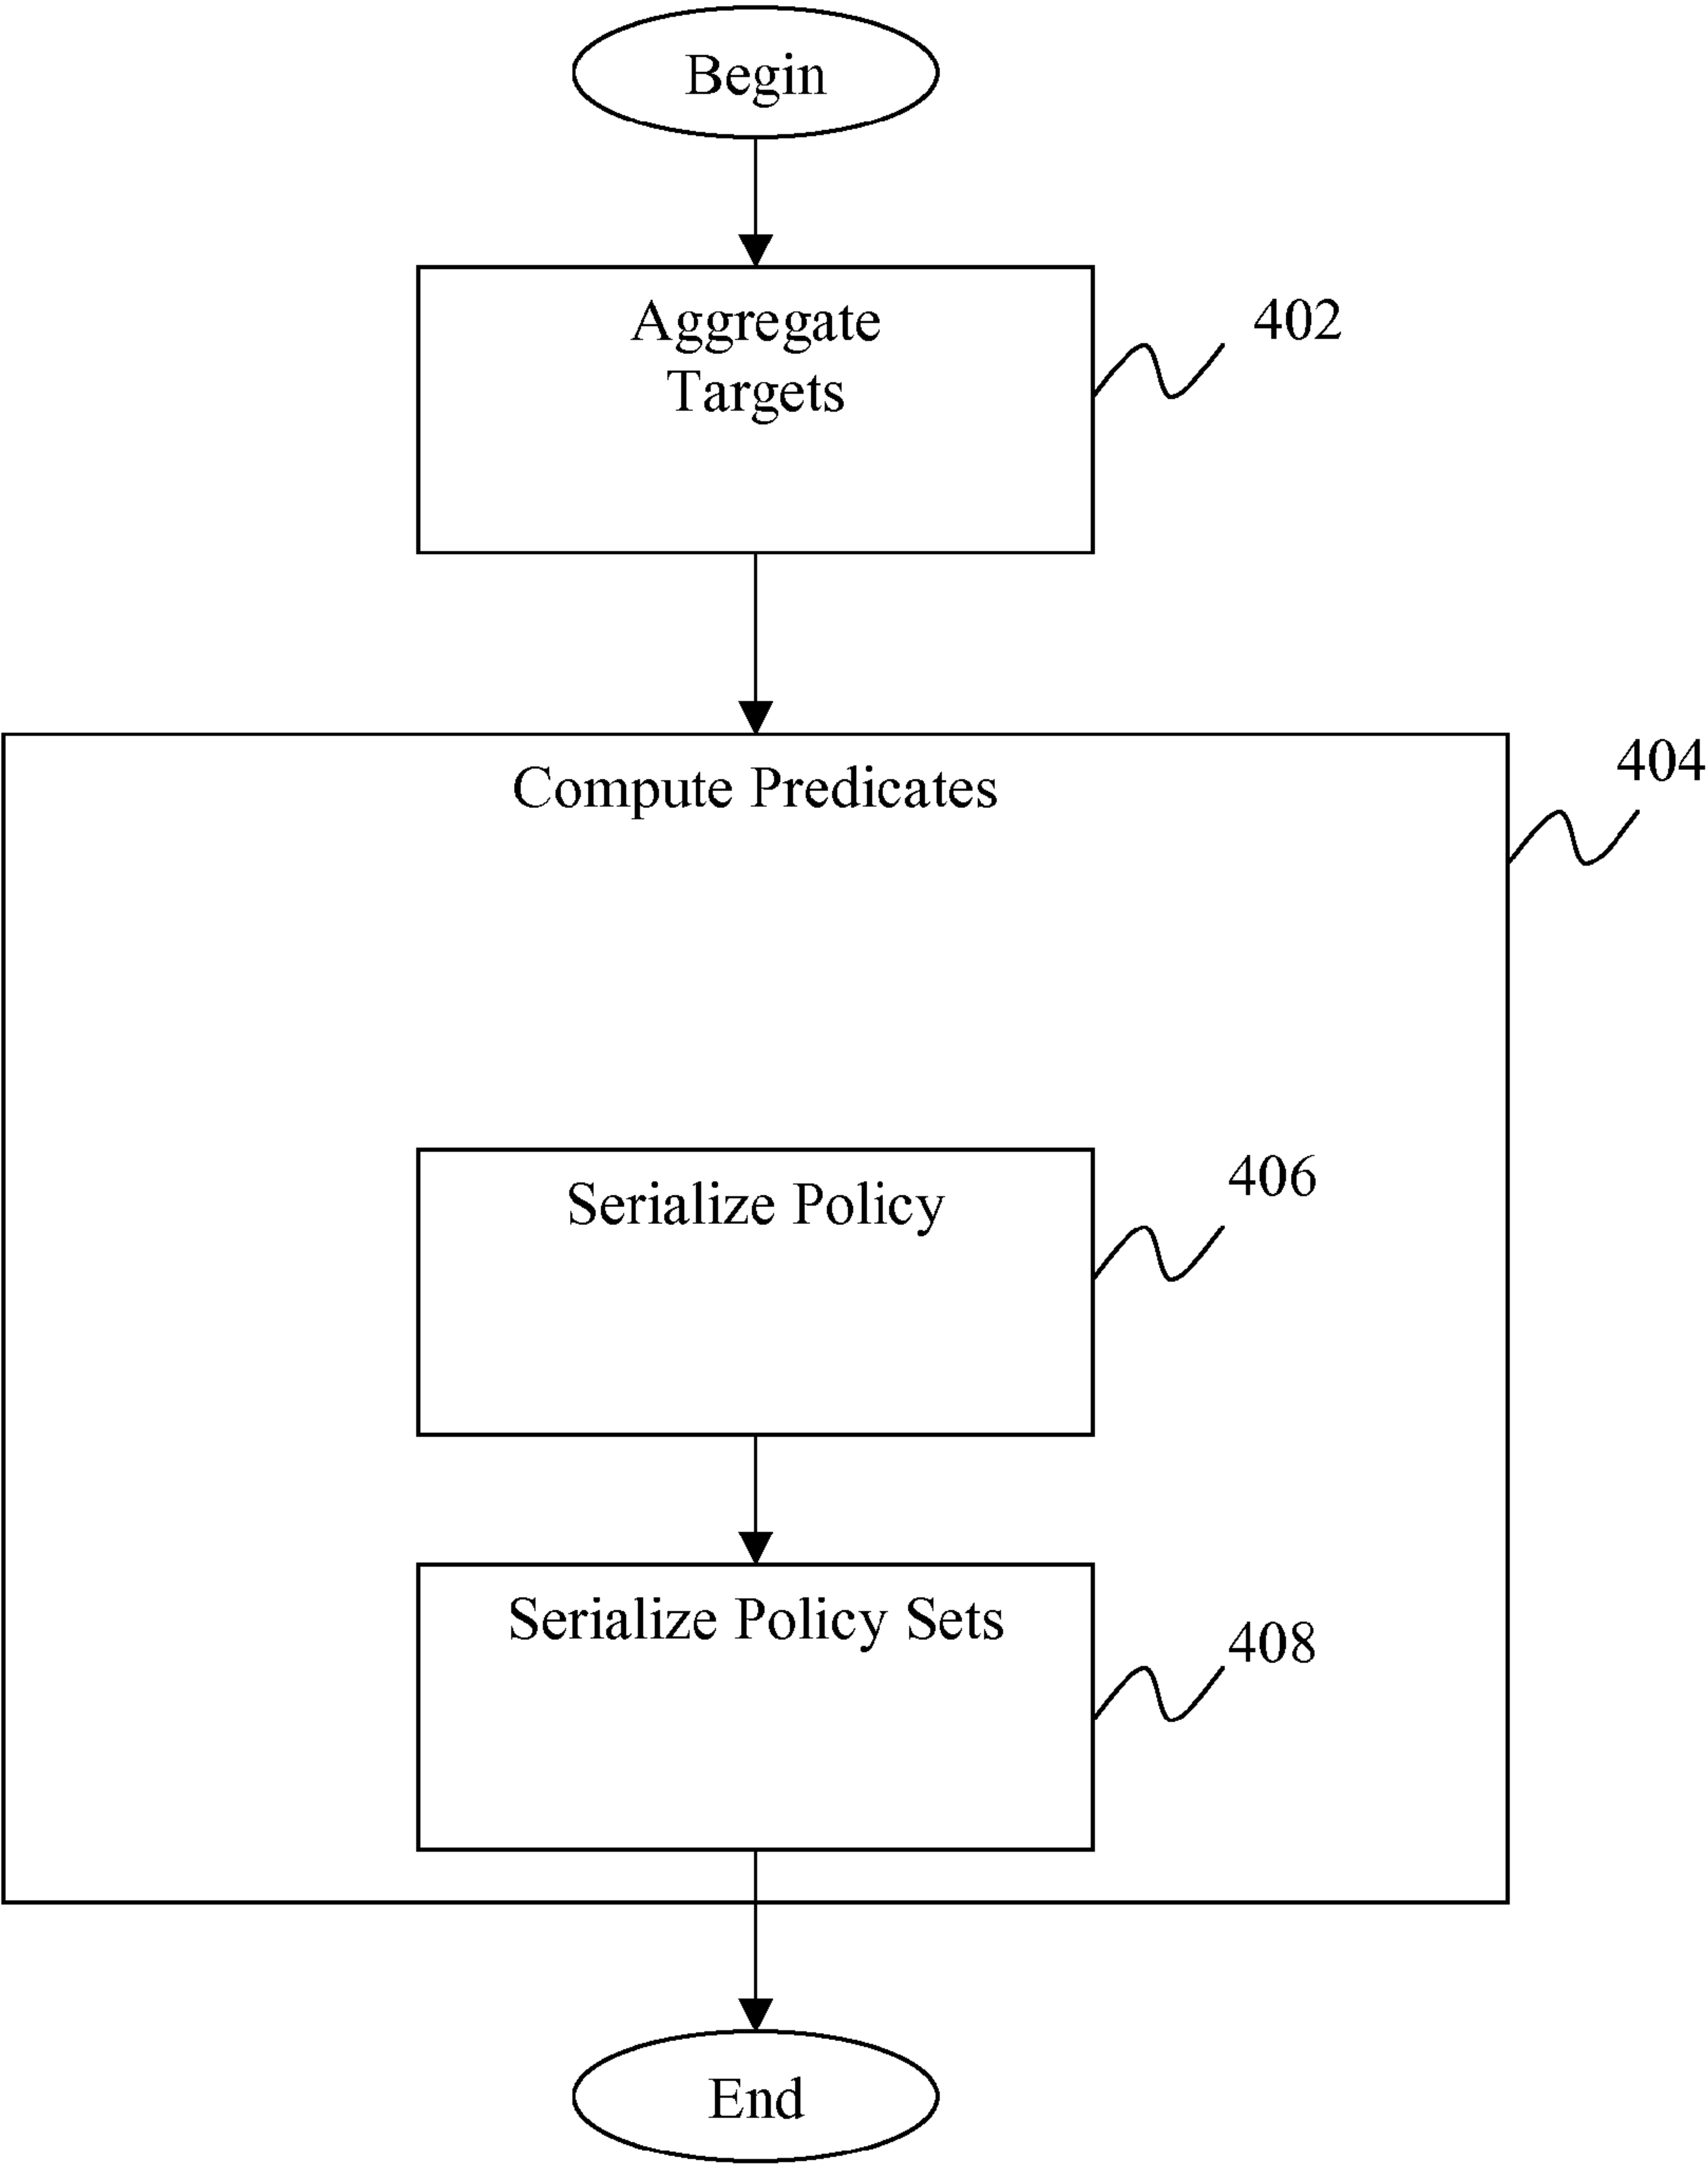 Begin
Aggregate
Targets
402
Compute Predicates
404
Serialize Policy
406
Serialize Policy Sets
408
End